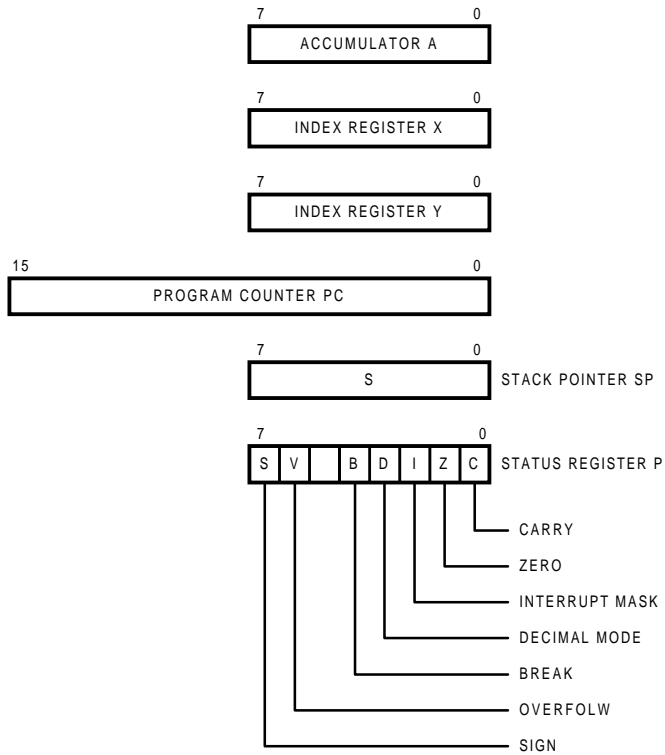 7 0
ACCUMULATOR A
7 0
INDEX REGISTER X
7 0
INDEX REGISTER Y
15 0
PROGRAM COUNTER PC
7 0
S STACK POINTER SP
7 0
S V B D I Z C STATUS REGISTER P
CARRY
ZERO
INTERRUPT MASK
DECIMAL MODE
BREAK
OVERFOLW
SIGN